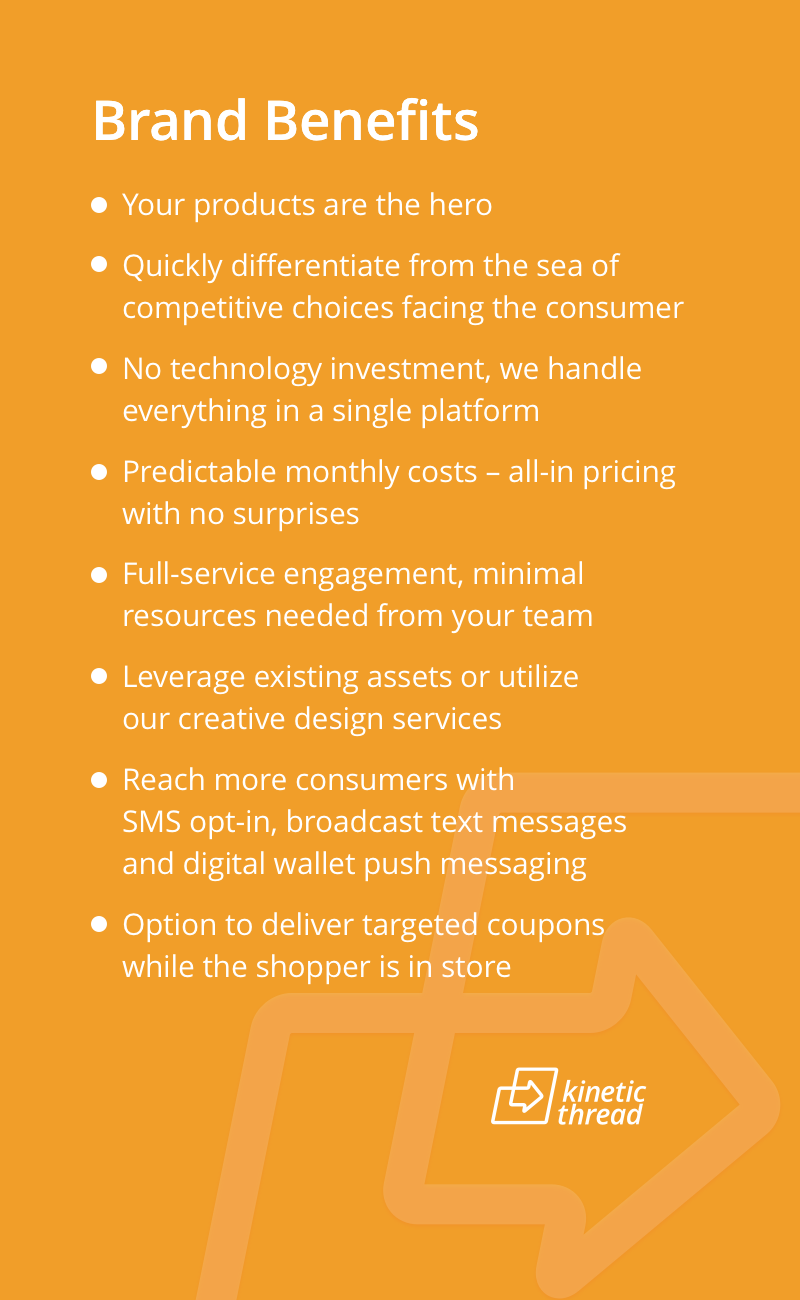 Brand Benefits
Your products are the hero
Quickly differentiate from the sea of
competitive choices facing the consumer
No technology investment, we handle
everything in a single platform
Predictable monthly costs – all-in pricing
with no surprises
Full-service engagement, minimal
resources needed from your team
Leverage existing assets or utilize
our creative design services
Reach more consumers with
SMS opt-in, broadcast text messages
and digital wallet push messaging
Option to deliver targeted coupons
while the shopper is in store
kinetic
thread